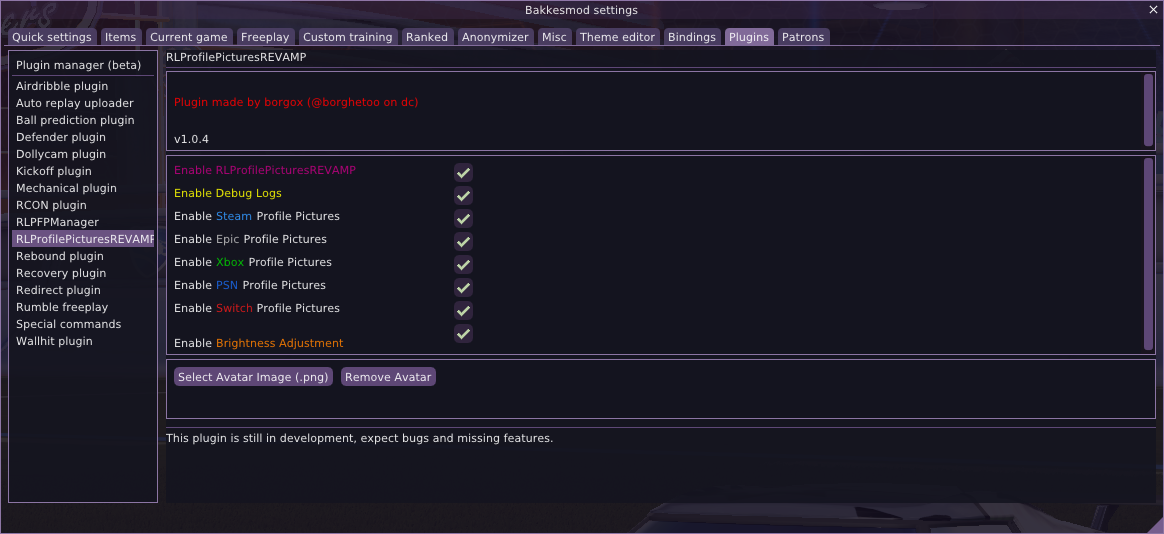 Bakkesmod settings
Quick settings Items Current game Freeplay Custom training Ranked Anonymizer Misc Theme editor Bindings Plugins Patrons
Plugin manager (beta)
Airdribble plugin
Auto replay uploader
Ball prediction plugin
Defender plugin
Dollycam plugin
Kickoff plugin
Mechanical plugin
RCON plugin
RLPFPManager
RLProfilePicturesREVAMP
Rebound plugin
Recovery plugin
Redirect plugin
Rumble freeplay
Special commands
Wallhit plugin
RLProfilePicturesREVAMP
Plugin made by borgox (@borghetoo on dc)
v1.0.4
Enable RLProfilePicturesREVAMP
Enable Debug Logs
Enable Steam Profile Pictures
Enable Epic Profile Pictures
Enable Xbox Profile Pictures
Enable PSN Profile Pictures
Enable Switch Profile Pictures
Enable Brightness Adjustment
Select Avatar Image (.png) Remove Avatar
This plugin is still in development, expect bugs and missing features.